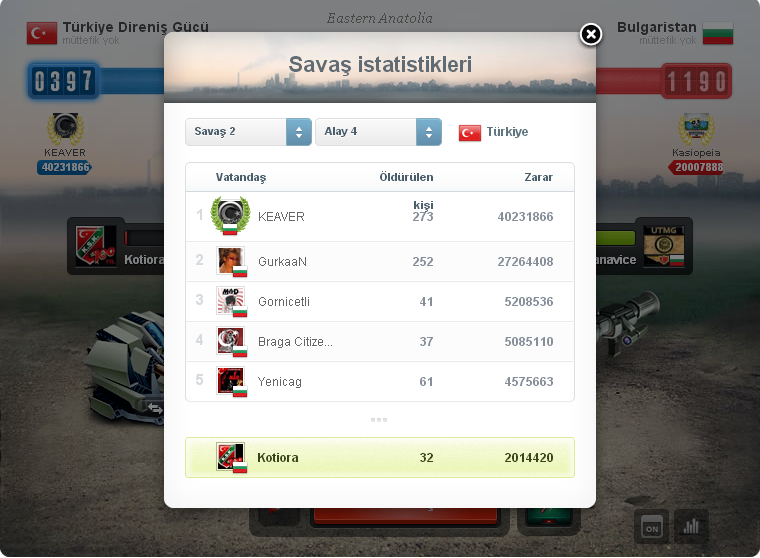 Eastern Anatolia
Türkiye Direniş Gücü
müttefik yok
Bulgaristan
müttefik yok
0397
1190
KEAVER
40231866
Kasiopeia
20007888
Savaş istatistikleri
Savaş 2
Alay 4
Türkiye
Vatandaş Öldürülen kişi Zarar
1 KEAVER 273 40231866
2 GurkaaN 252 27264408
3 Gornicetli 41 5208536
4 Braga Citize... 37 5085110
5 Yenicag 61 4575663
...
Kotiora 32 2014420
K.S.K
Kotiora
anavice
UTMG
ON